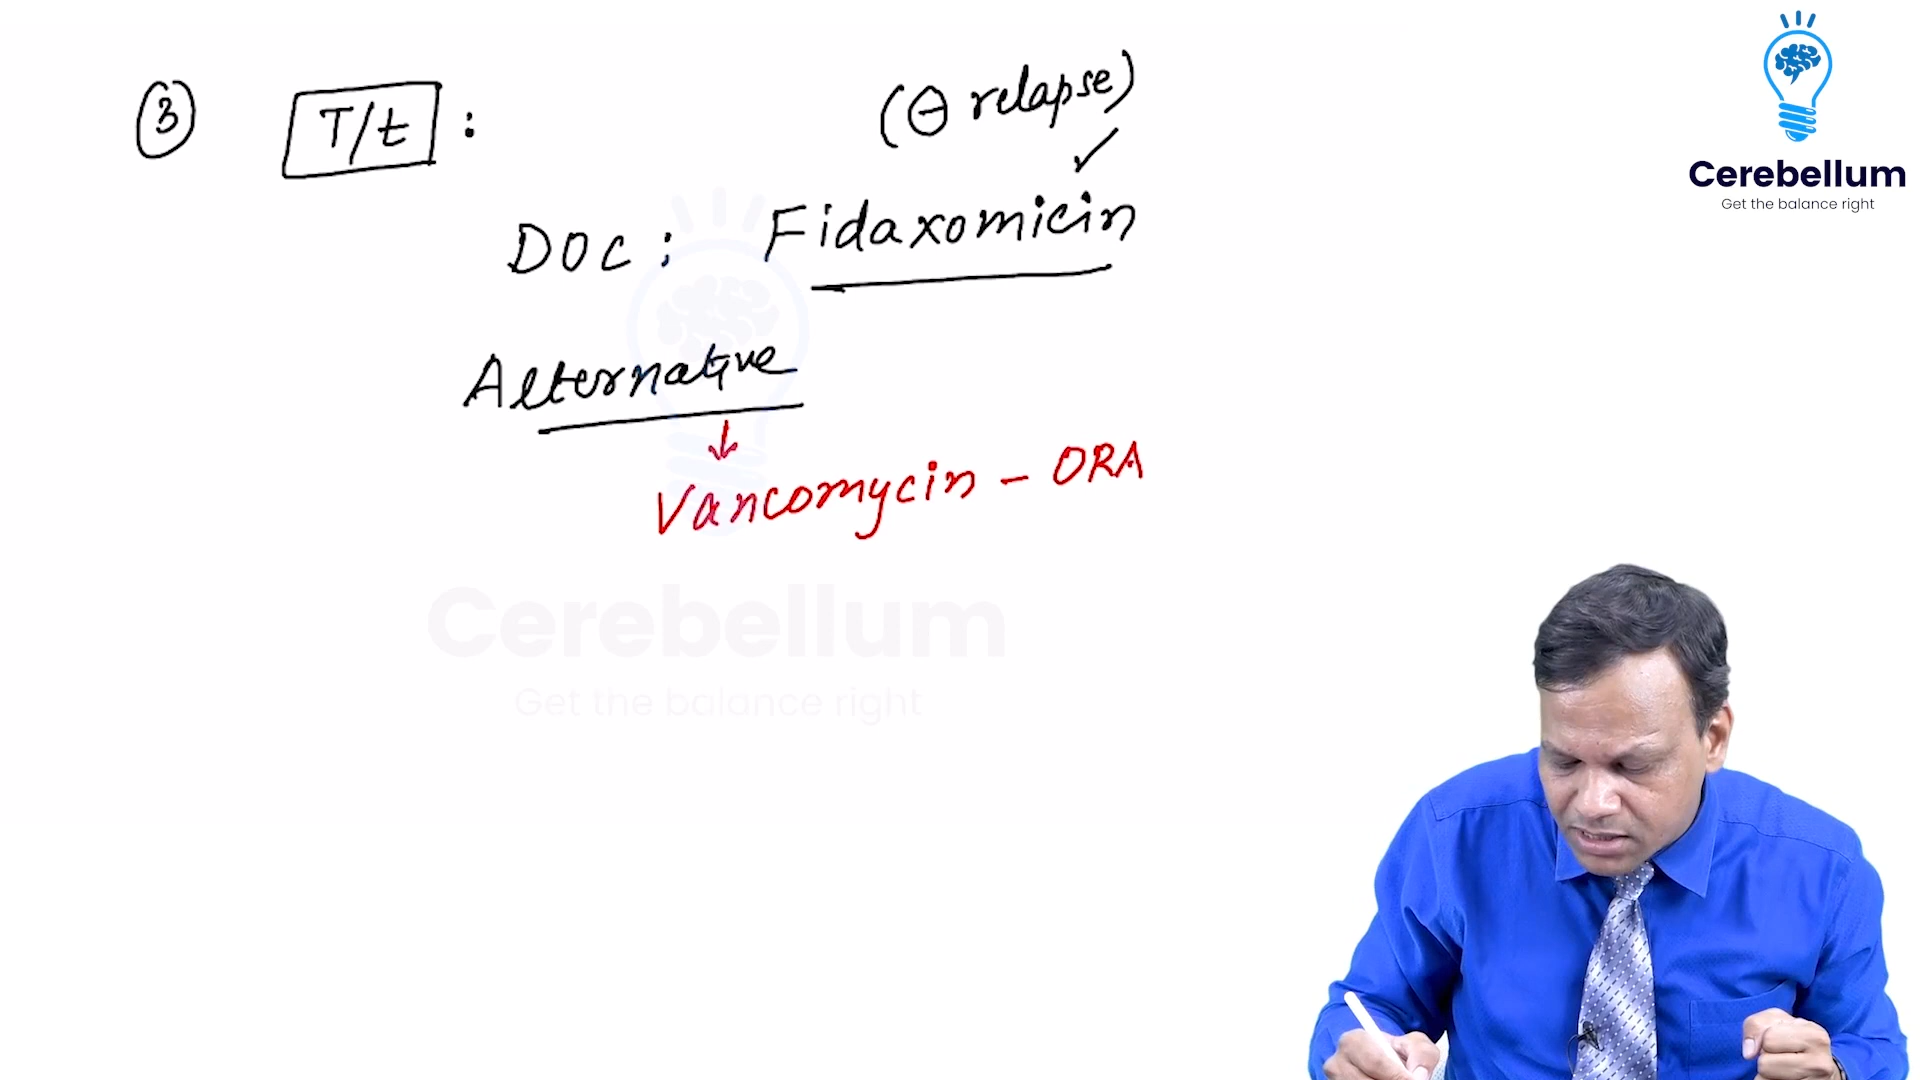 ③ T/t :
(⊖ relapse)
✓
DOC : Fidaxomicin
Alternative
↓
Vancomycin - ORA
Cerebellum
Get the balance right
Cerebellum
Get the balance right